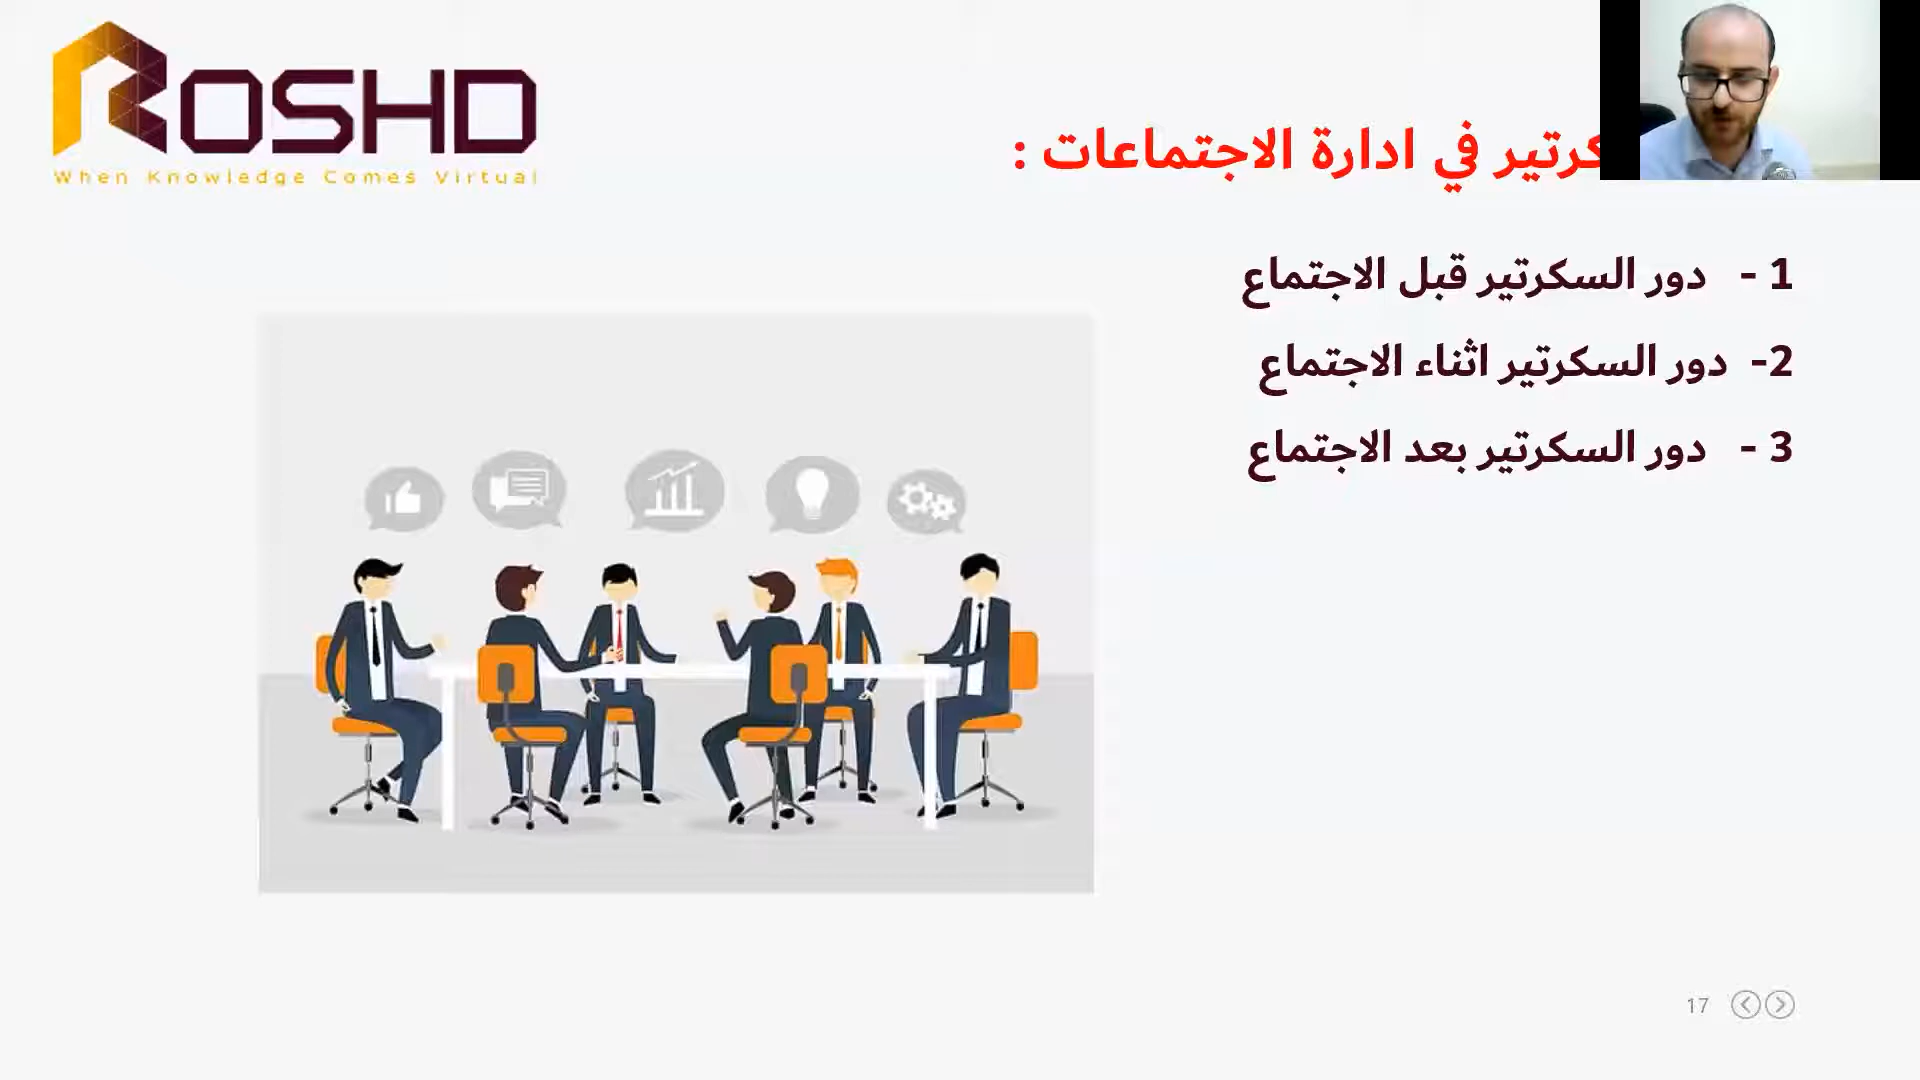 ROSHD
When Knowledge Comes Virtual
كرتير في ادارة الاجتماعات :
1 - دور السكرتير قبل الاجتماع
2- دور السكرتير اثناء الاجتماع
3 - دور السكرتير بعد الاجتماع
17